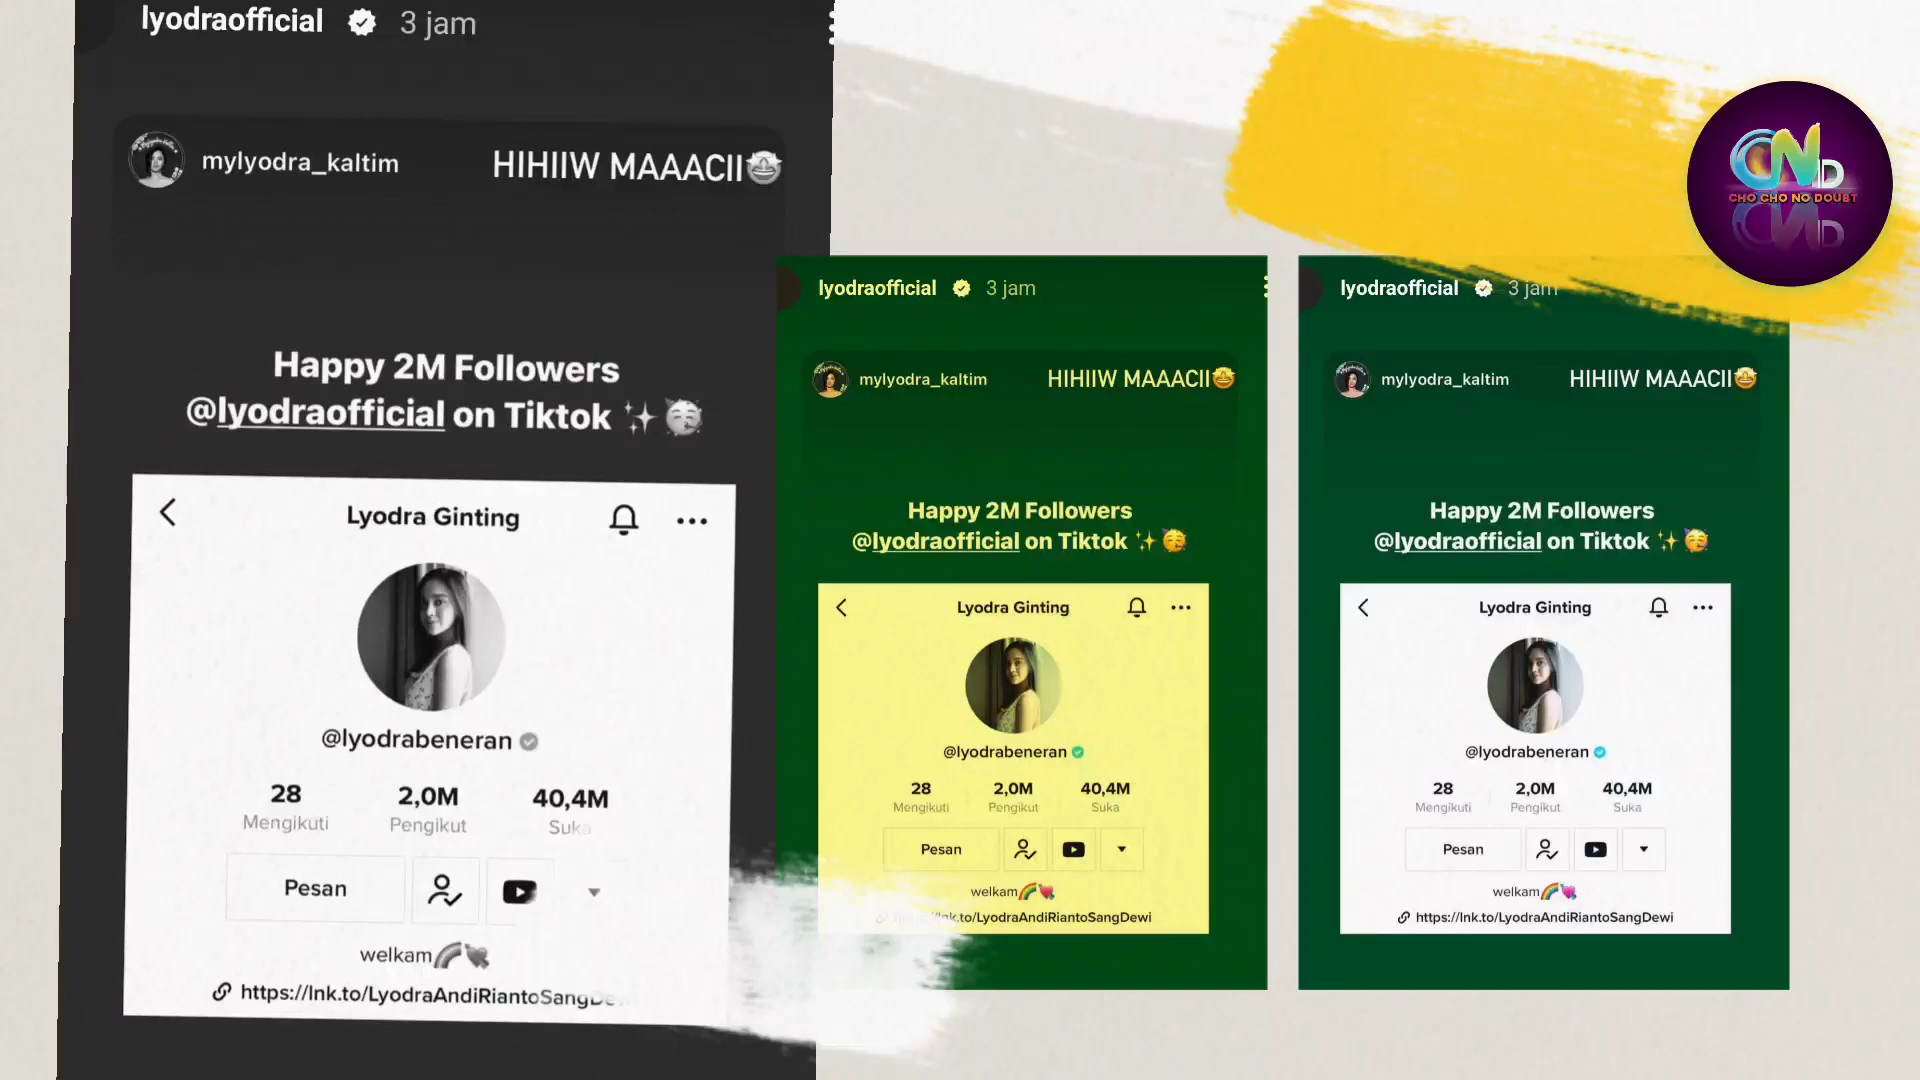 lyodraofficial 3 jam
mylyodra_kaltim HIHIIW MAAACII🤩
Happy 2M Followers
@lyodraofficial on Tiktok ✨🥳
Lyodra Ginting
@lyodrabeneran
28 2,0M 40,4M
Mengikuti Pengikut Suka
Pesan
welkam🌈💘
https://lnk.to/LyodraAndiRiantoSangDe
lyodraofficial 3 jam
mylyodra_kaltim HIHIIW MAAACII🤩
Happy 2M Followers
@lyodraofficial on Tiktok ✨🥳
Lyodra Ginting
@lyodrabeneran
28 2,0M 40,4M
Mengikuti Pengikut Suka
Pesan
welkam🌈💘
lnk.to/LyodraAndiRiantoSangDewi
lyodraofficial 3 jam
mylyodra_kaltim HIHIIW MAAACII🤩
Happy 2M Followers
@lyodraofficial on Tiktok ✨🥳
Lyodra Ginting
@lyodrabeneran
28 2,0M 40,4M
Mengikuti Pengikut Suka
Pesan
welkam🌈💘
https://lnk.to/LyodraAndiRiantoSangDewi
CND
CHO CHO NO DOUBT